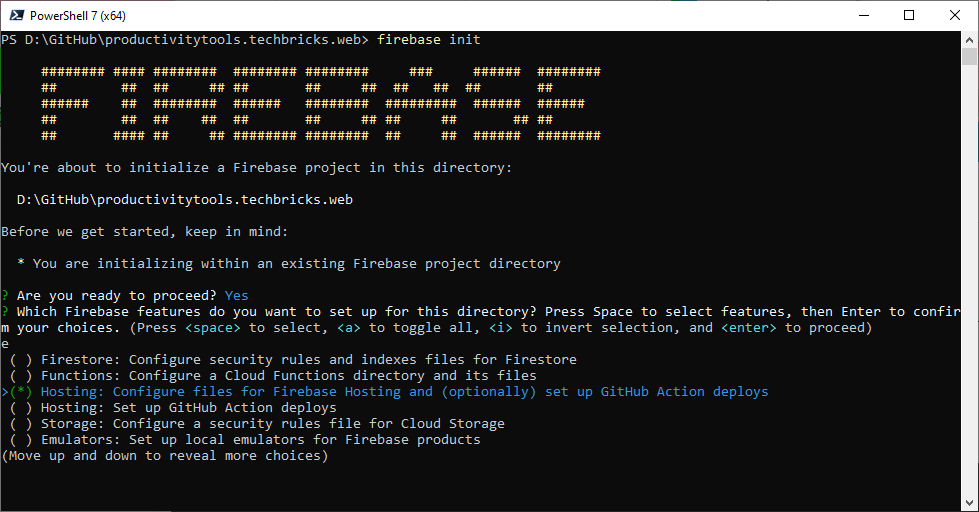 PowerShell 7 (x64)
PS D:\GitHub\productivitytools.techbricks.web> firebase init
######## #### ######## ######## ######## ### ###### ########
## ## ## ## ## ## ## ## ## ## ##
###### ## ######## ###### ######## ######### ###### ######
## ## ## ## ## ## ## ## ## ## ##
## #### ## ## ######## ######## ## ## ###### ########
You're about to initialize a Firebase project in this directory:
D:\GitHub\productivitytools.techbricks.web
Before we get started, keep in mind:
* You are initializing within an existing Firebase project directory
? Are you ready to proceed? Yes
? Which Firebase features do you want to set up for this directory? Press Space to select features, then Enter to confir
m your choices. (Press <space> to select, <a> to toggle all, <i> to invert selection, and <enter> to proceed)
e
( ) Firestore: Configure security rules and indexes files for Firestore
( ) Functions: Configure a Cloud Functions directory and its files
>(*) Hosting: Configure files for Firebase Hosting and (optionally) set up GitHub Action deploys
( ) Hosting: Set up GitHub Action deploys
( ) Storage: Configure a security rules file for Cloud Storage
( ) Emulators: Set up local emulators for Firebase products
(Move up and down to reveal more choices)